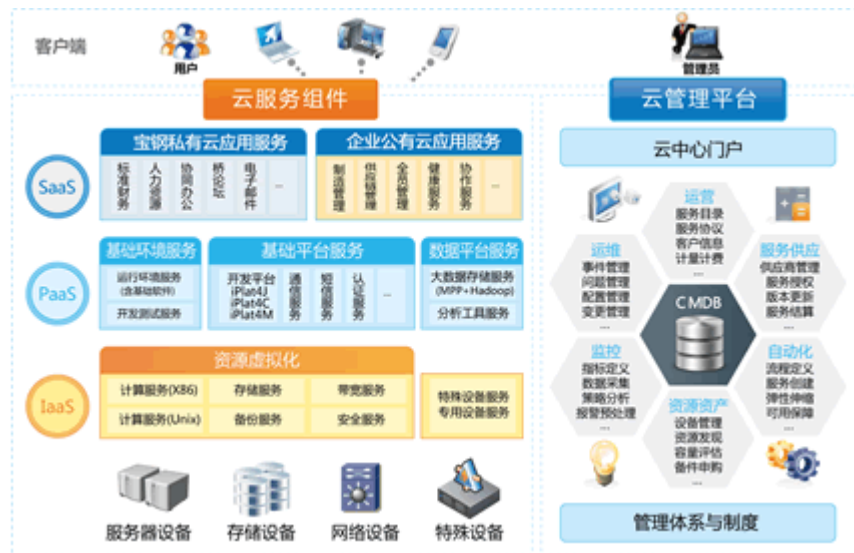 客户端
用户
管理员
云服务组件
云管理平台
SaaS
宝钢私有云应用服务
标准财务
人力资源
协同办公
桥论坛
电子邮件
...
企业公有云应用服务
制造管理
供应链管理
全员管理
健康服务
协作服务
...
PaaS
基础环境服务
运行环境服务
(含基础软件)
开发测试服务
基础平台服务
开发平台
iPlat4J
iPlat4C
iPlat4M
通信服务
短信服务
认证服务
...
数据平台服务
大数据存储服务
(MPP+Hadoop)
分析工具服务
IaaS
资源虚拟化
计算服务(X86)
存储服务
带宽服务
计算服务(Unix)
备份服务
安全服务
特殊设备服务
专用设备服务
服务器设备
存储设备
网络设备
特殊设备
云中心门户
运营
服务目录
服务协议
客户信息
计量计费
...
运维
事件管理
问题管理
配置管理
变更管理
...
服务供应
供应商管理
服务授权
版本更新
服务结算
...
CMDB
监控
指标定义
数据采集
策略分析
报警预处理
...
自动化
流程定义
服务创建
弹性伸缩
可用保障
...
资源资产
设备管理
资源发现
容量评估
备件申购
...
管理体系与制度